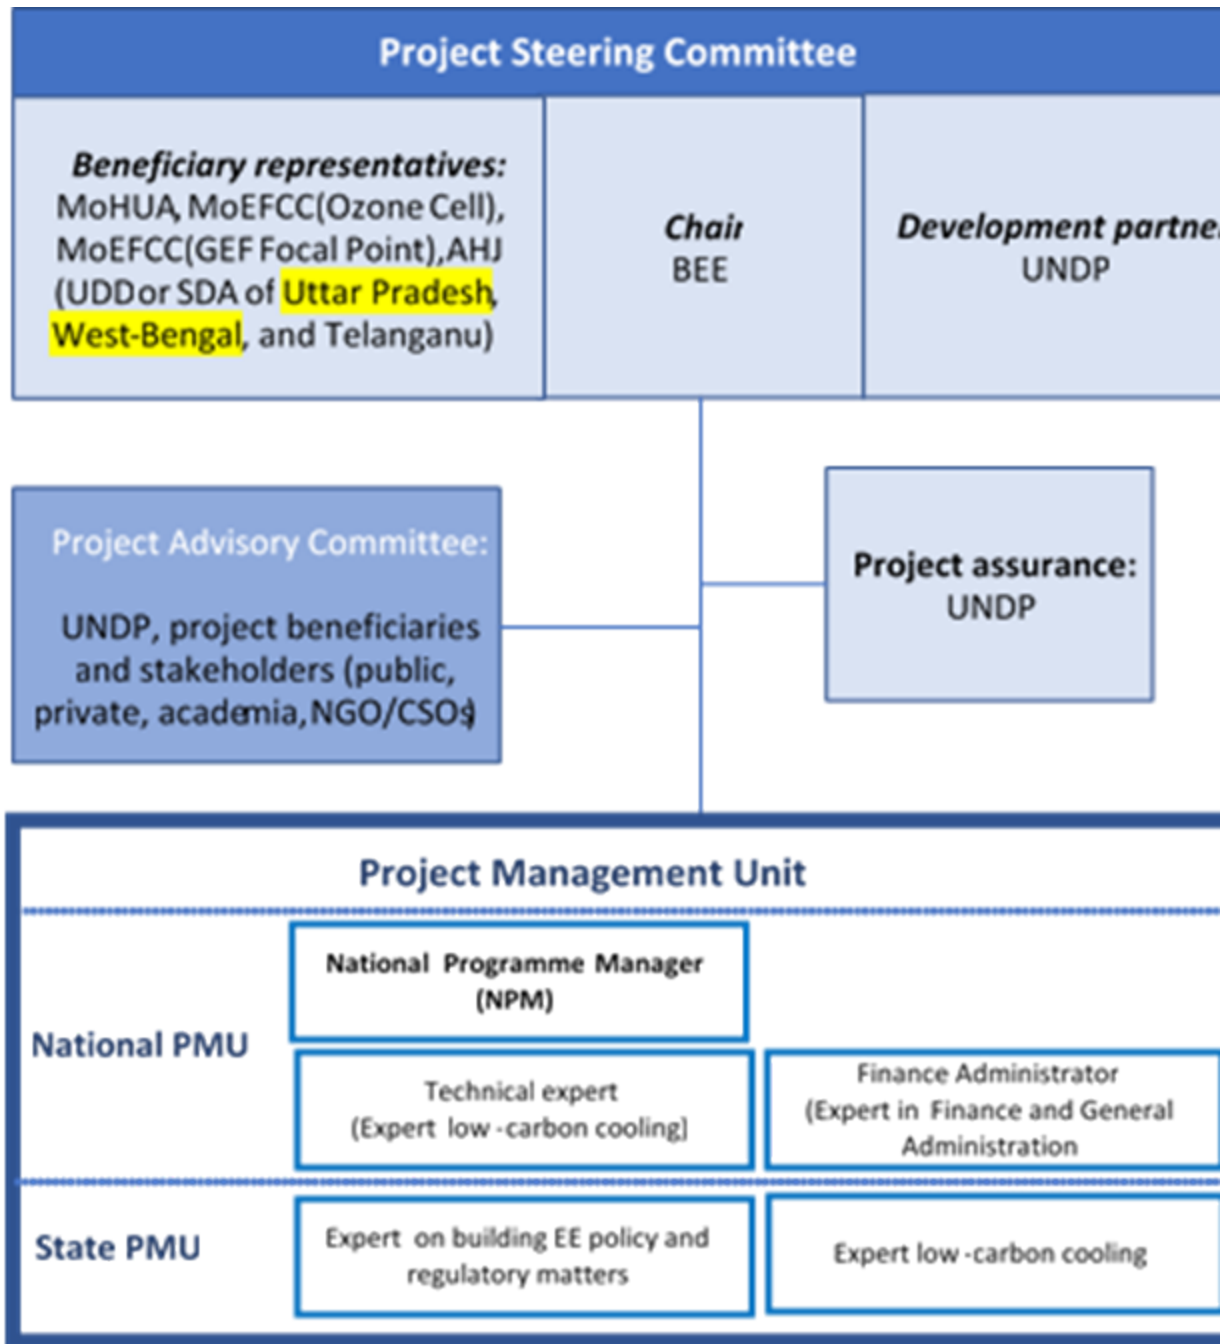 Project Steering Committee
Beneficiary representatives:
MoHUA, MoEFCC(Ozone Cell),
MoEFCC(GEF Focal Point),AHJ
(UDD or SDA of Uttar Pradesh,
West-Bengal, and Telanganu)
Chair
BEE
Development partne
UNDP
Project Advisory Committee:
UNDP, project beneficiaries
and stakeholders (public,
private, academia, NGO/CSOs)
Project assurance:
UNDP
Project Management Unit
National PMU
National Programme Manager
(NPM)
Technical expert
(Expert low-carbon cooling]
Finance Administrator
(Expert in Finance and General
Administration
State PMU
Expert on building EE policy and
regulatory matters
Expert low-carbon cooling